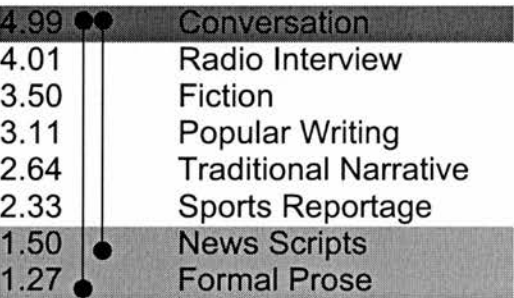 4.99 Conversation
4.01 Radio Interview
3.50 Fiction
3.11 Popular Writing
2.64 Traditional Narrative
2.33 Sports Reportage
1.50 News Scripts
1.27 Formal Prose